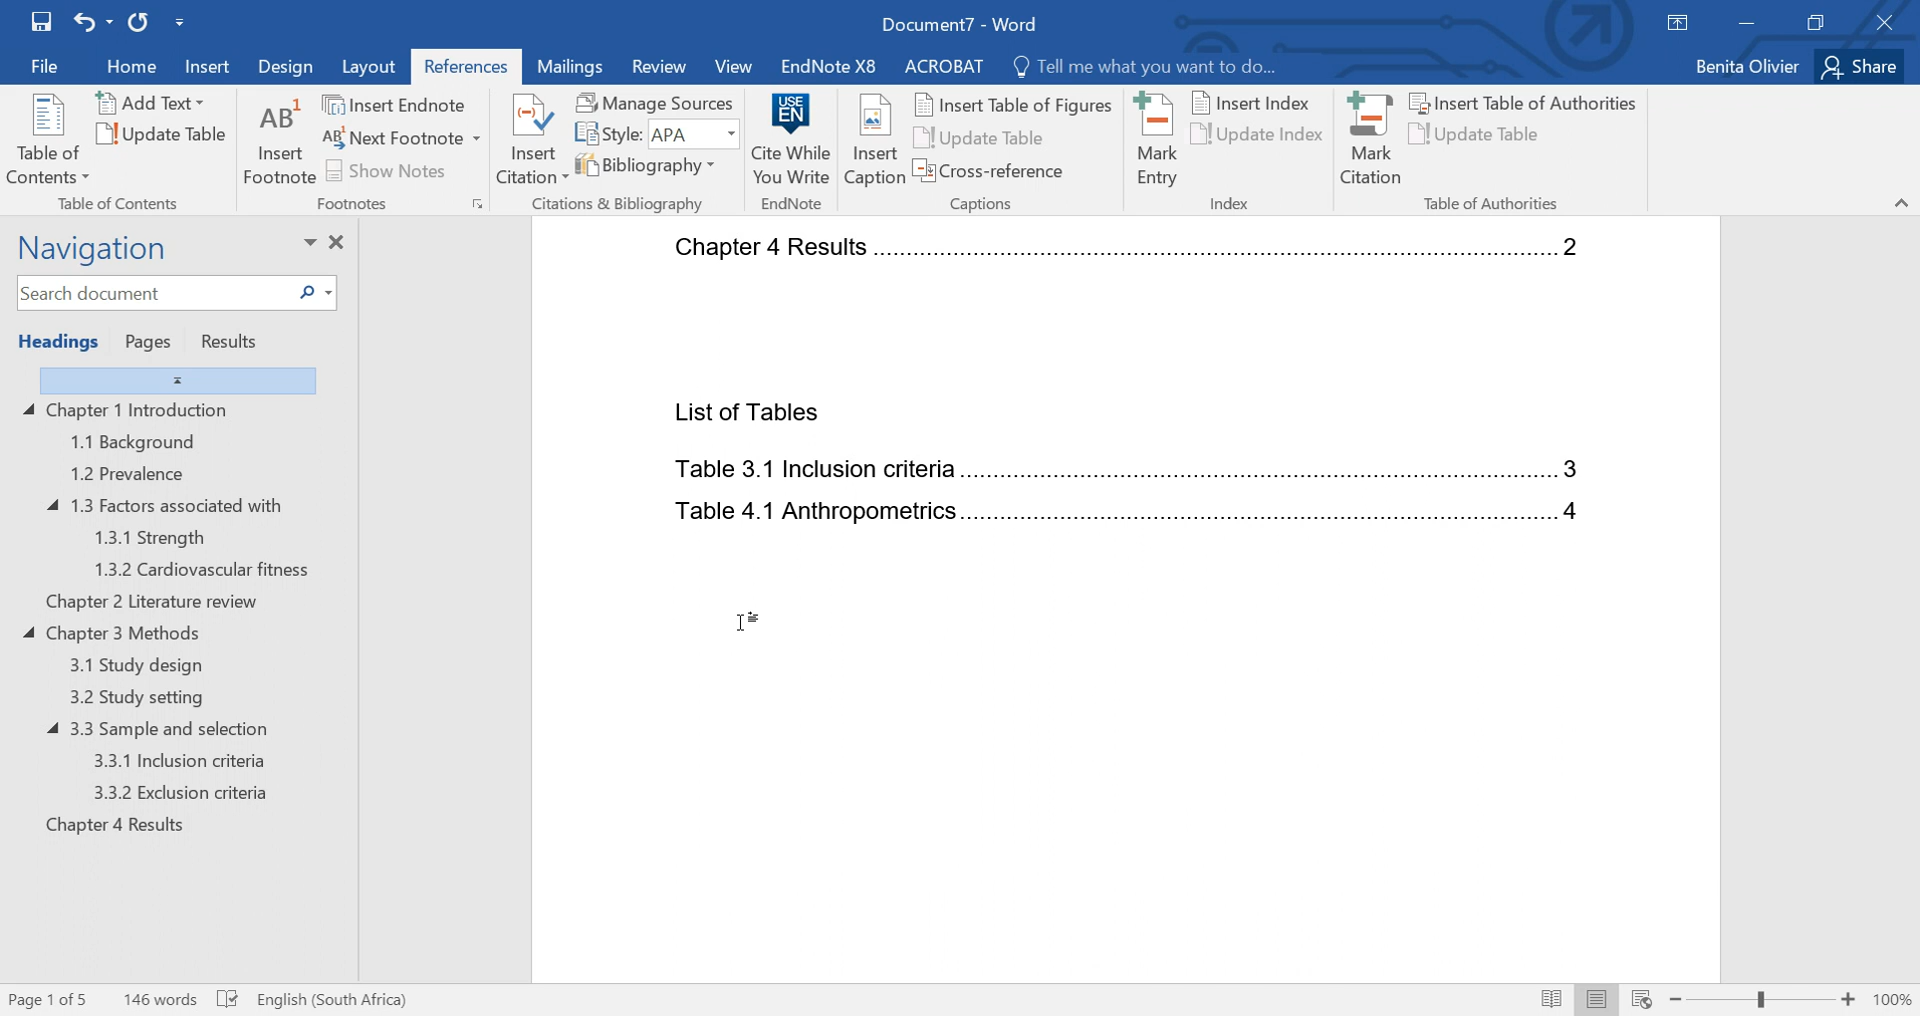 Document7 - Word
File Home Insert Design Layout References Mailings Review View EndNote X8 ACROBAT Tell me what you want to do... Benita Olivier Share
Table of Contents
Add Text
Update Table
Table of Contents
AB1
Insert Footnote
Insert Endnote
AB1 Next Footnote
Show Notes
Footnotes
Insert Citation
Manage Sources
Style: APA
Bibliography
Citations & Bibliography
USE EN
Cite While You Write
EndNote
Insert Caption
Insert Table of Figures
Update Table
Cross-reference
Captions
Mark Entry
Insert Index
Update Index
Index
Mark Citation
Insert Table of Authorities
Update Table
Table of Authorities
Navigation
Search document
Headings Pages Results
Chapter 1 Introduction
1.1 Background
1.2 Prevalence
1.3 Factors associated with
1.3.1 Strength
1.3.2 Cardiovascular fitness
Chapter 2 Literature review
Chapter 3 Methods
3.1 Study design
3.2 Study setting
3.3 Sample and selection
3.3.1 Inclusion criteria
3.3.2 Exclusion criteria
Chapter 4 Results
Chapter 4 Results ........................................ 2
List of Tables
Table 3.1 Inclusion criteria ........................................ 3
Table 4.1 Anthropometrics ........................................ 4
Page 1 of 5 146 words English (South Africa) 100%